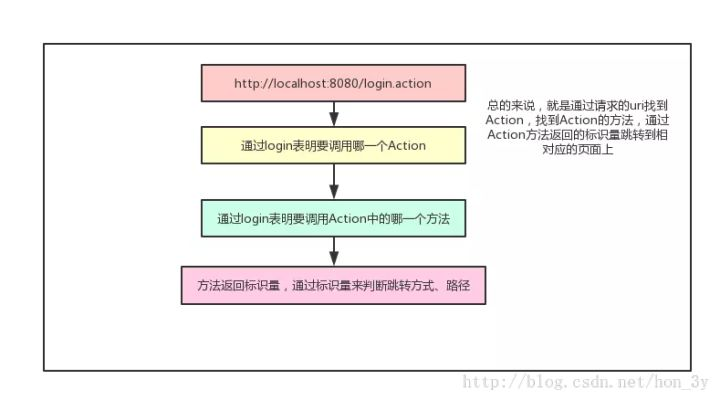 http://localhost:8080/login.action
通过login表明要调用哪一个Action
通过login表明要调用Action中的哪一个方法
方法返回标识量，通过标识量来判断跳转方式、路径
总的来说，就是通过请求的uri找到
Action，找到Action的方法，通过
Action方法返回的标识量跳转到相
对应的页面上
http://blog.csdn.net/hon_3y